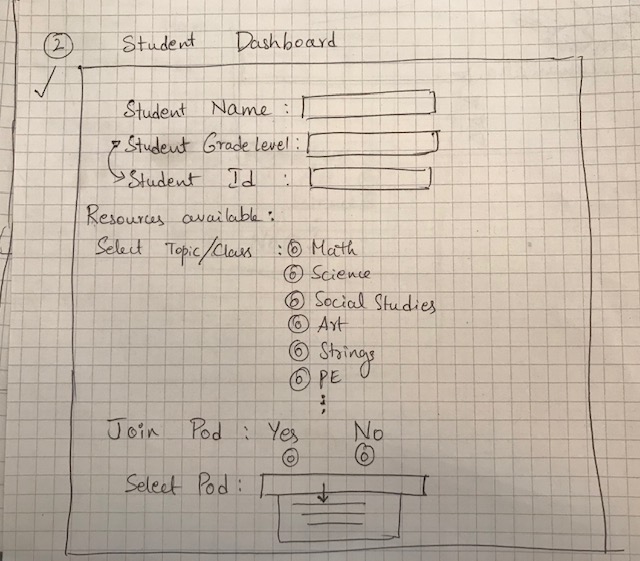 2 Student Dashboard
Student Name :
Student Grade level :
Student Id :
Resources available :
Select Topic/Class : Math
Science
Social Studies
Art
Strings
PE
Join Pod : Yes No
Select Pod :